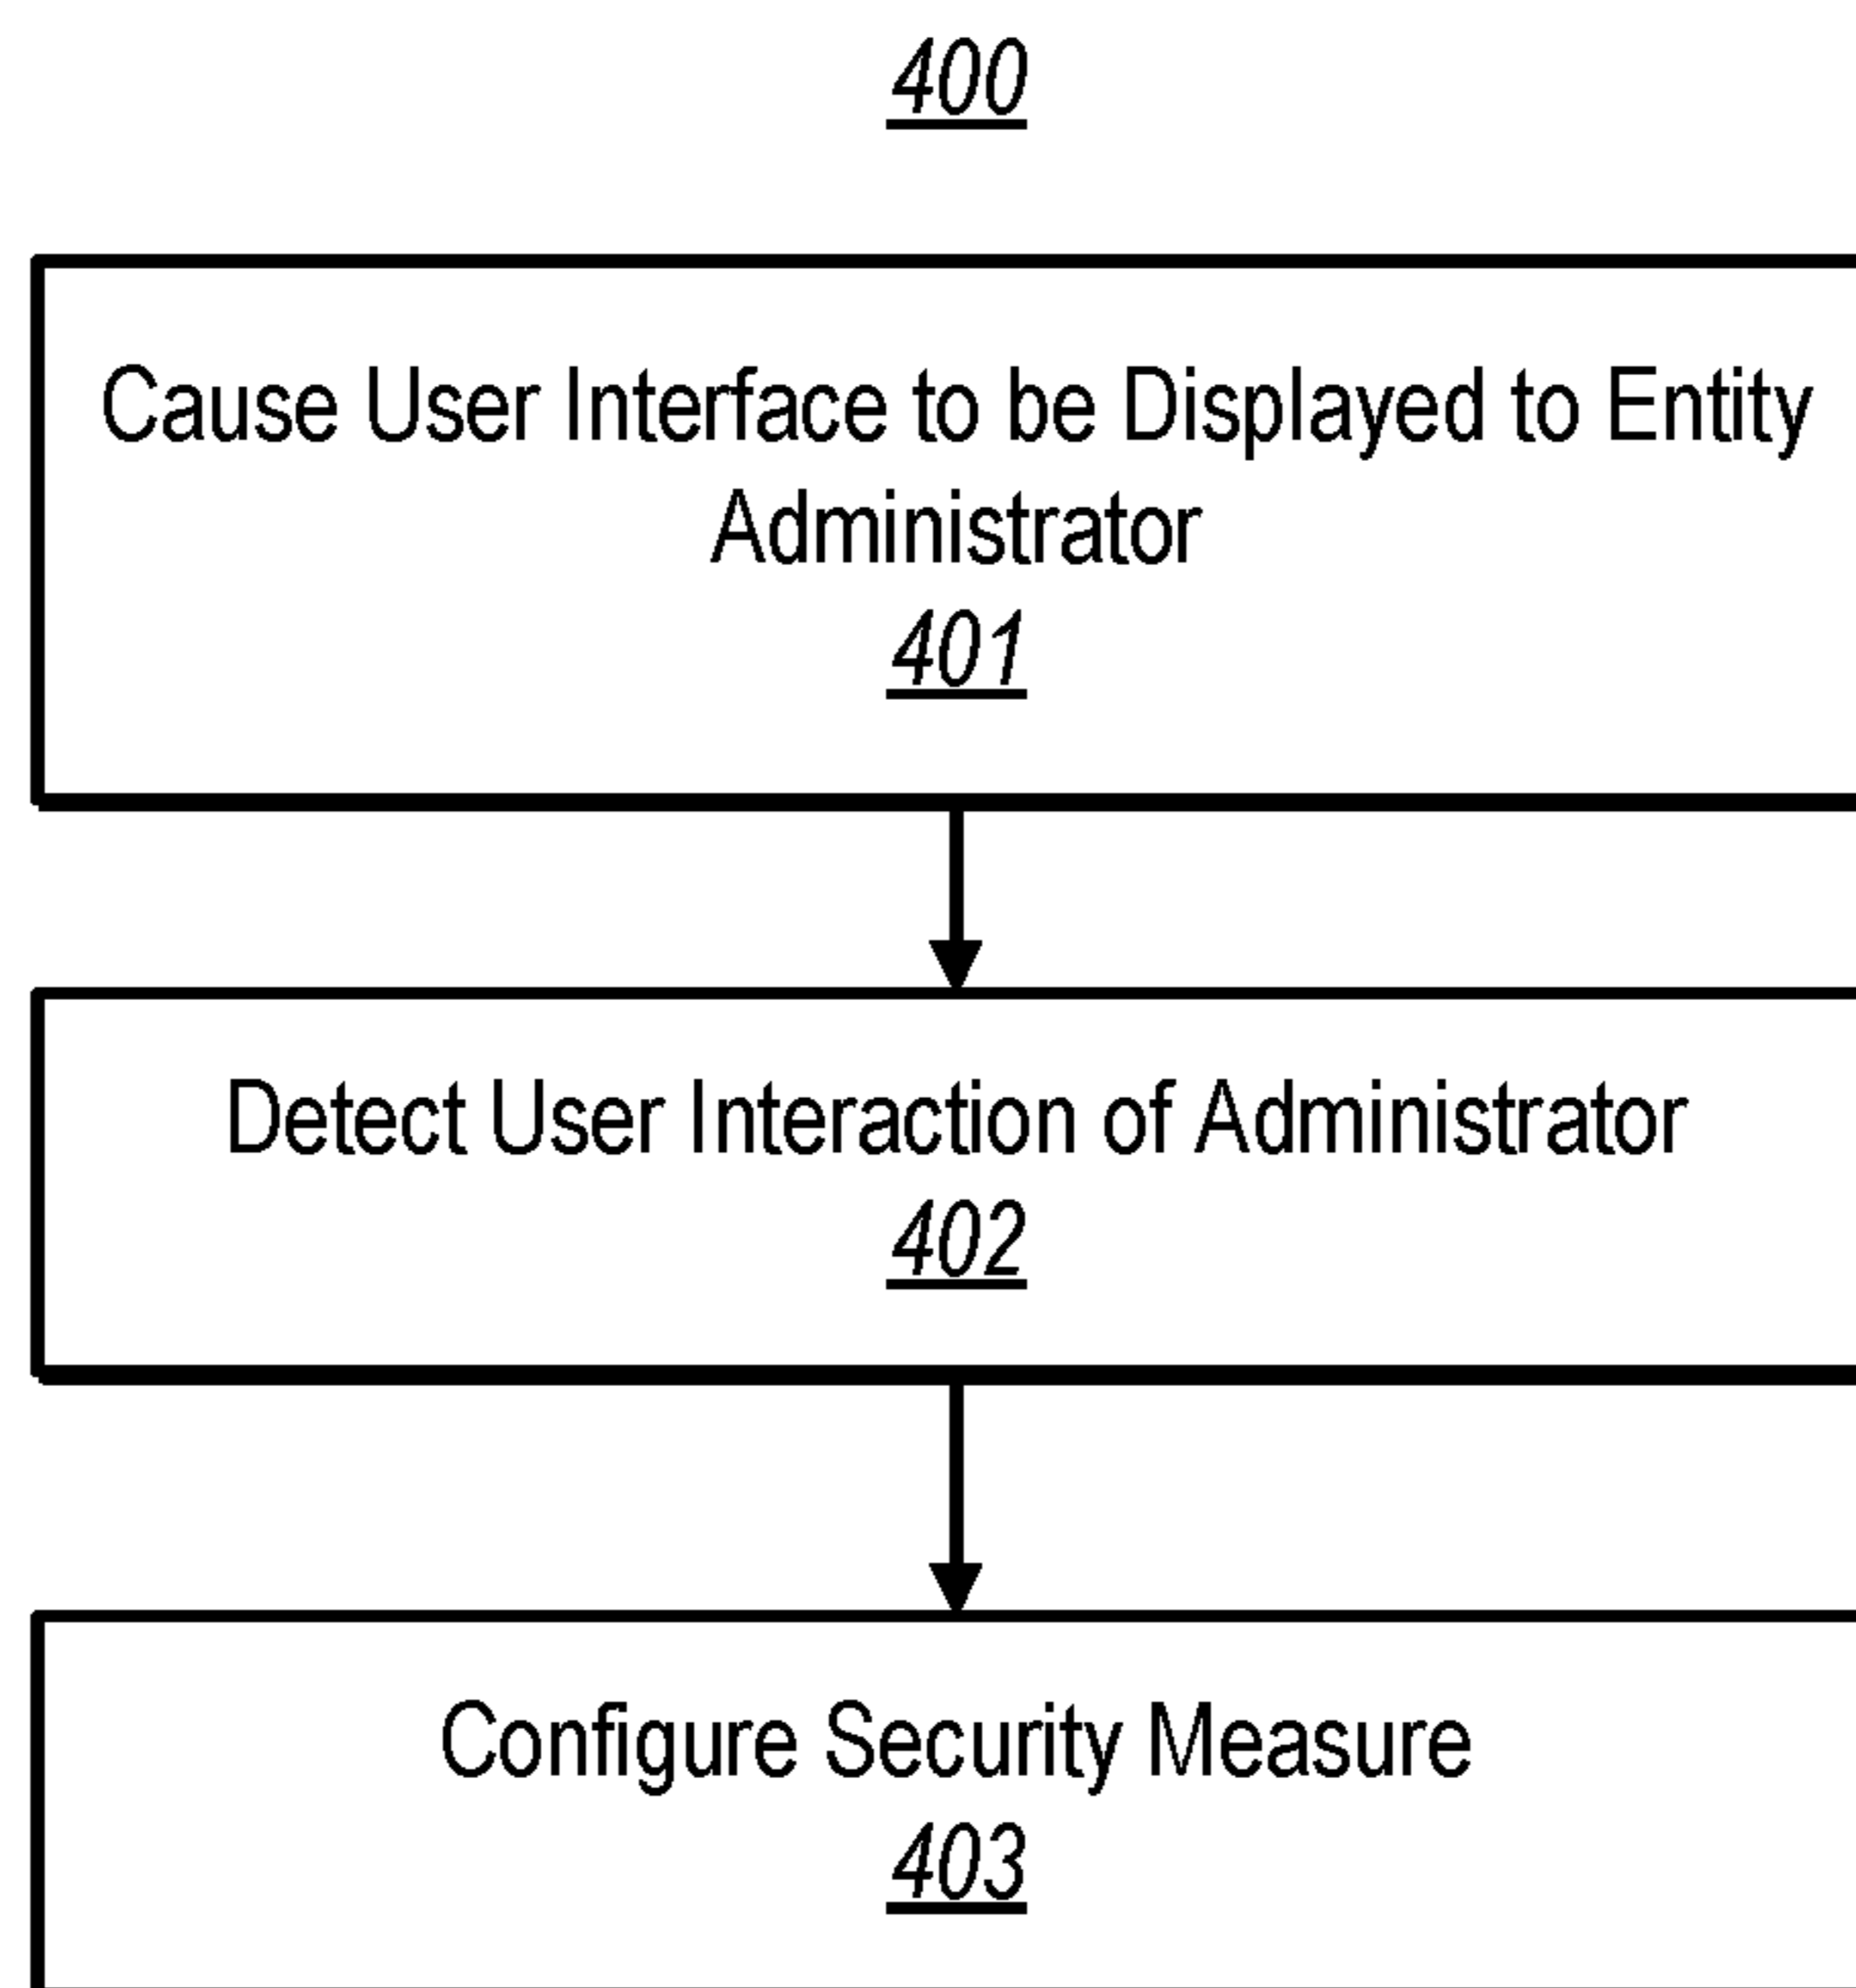 400
Cause User Interface to be Displayed to Entity
Administrator
401
Detect User Interaction of Administrator
402
Configure Security Measure
403